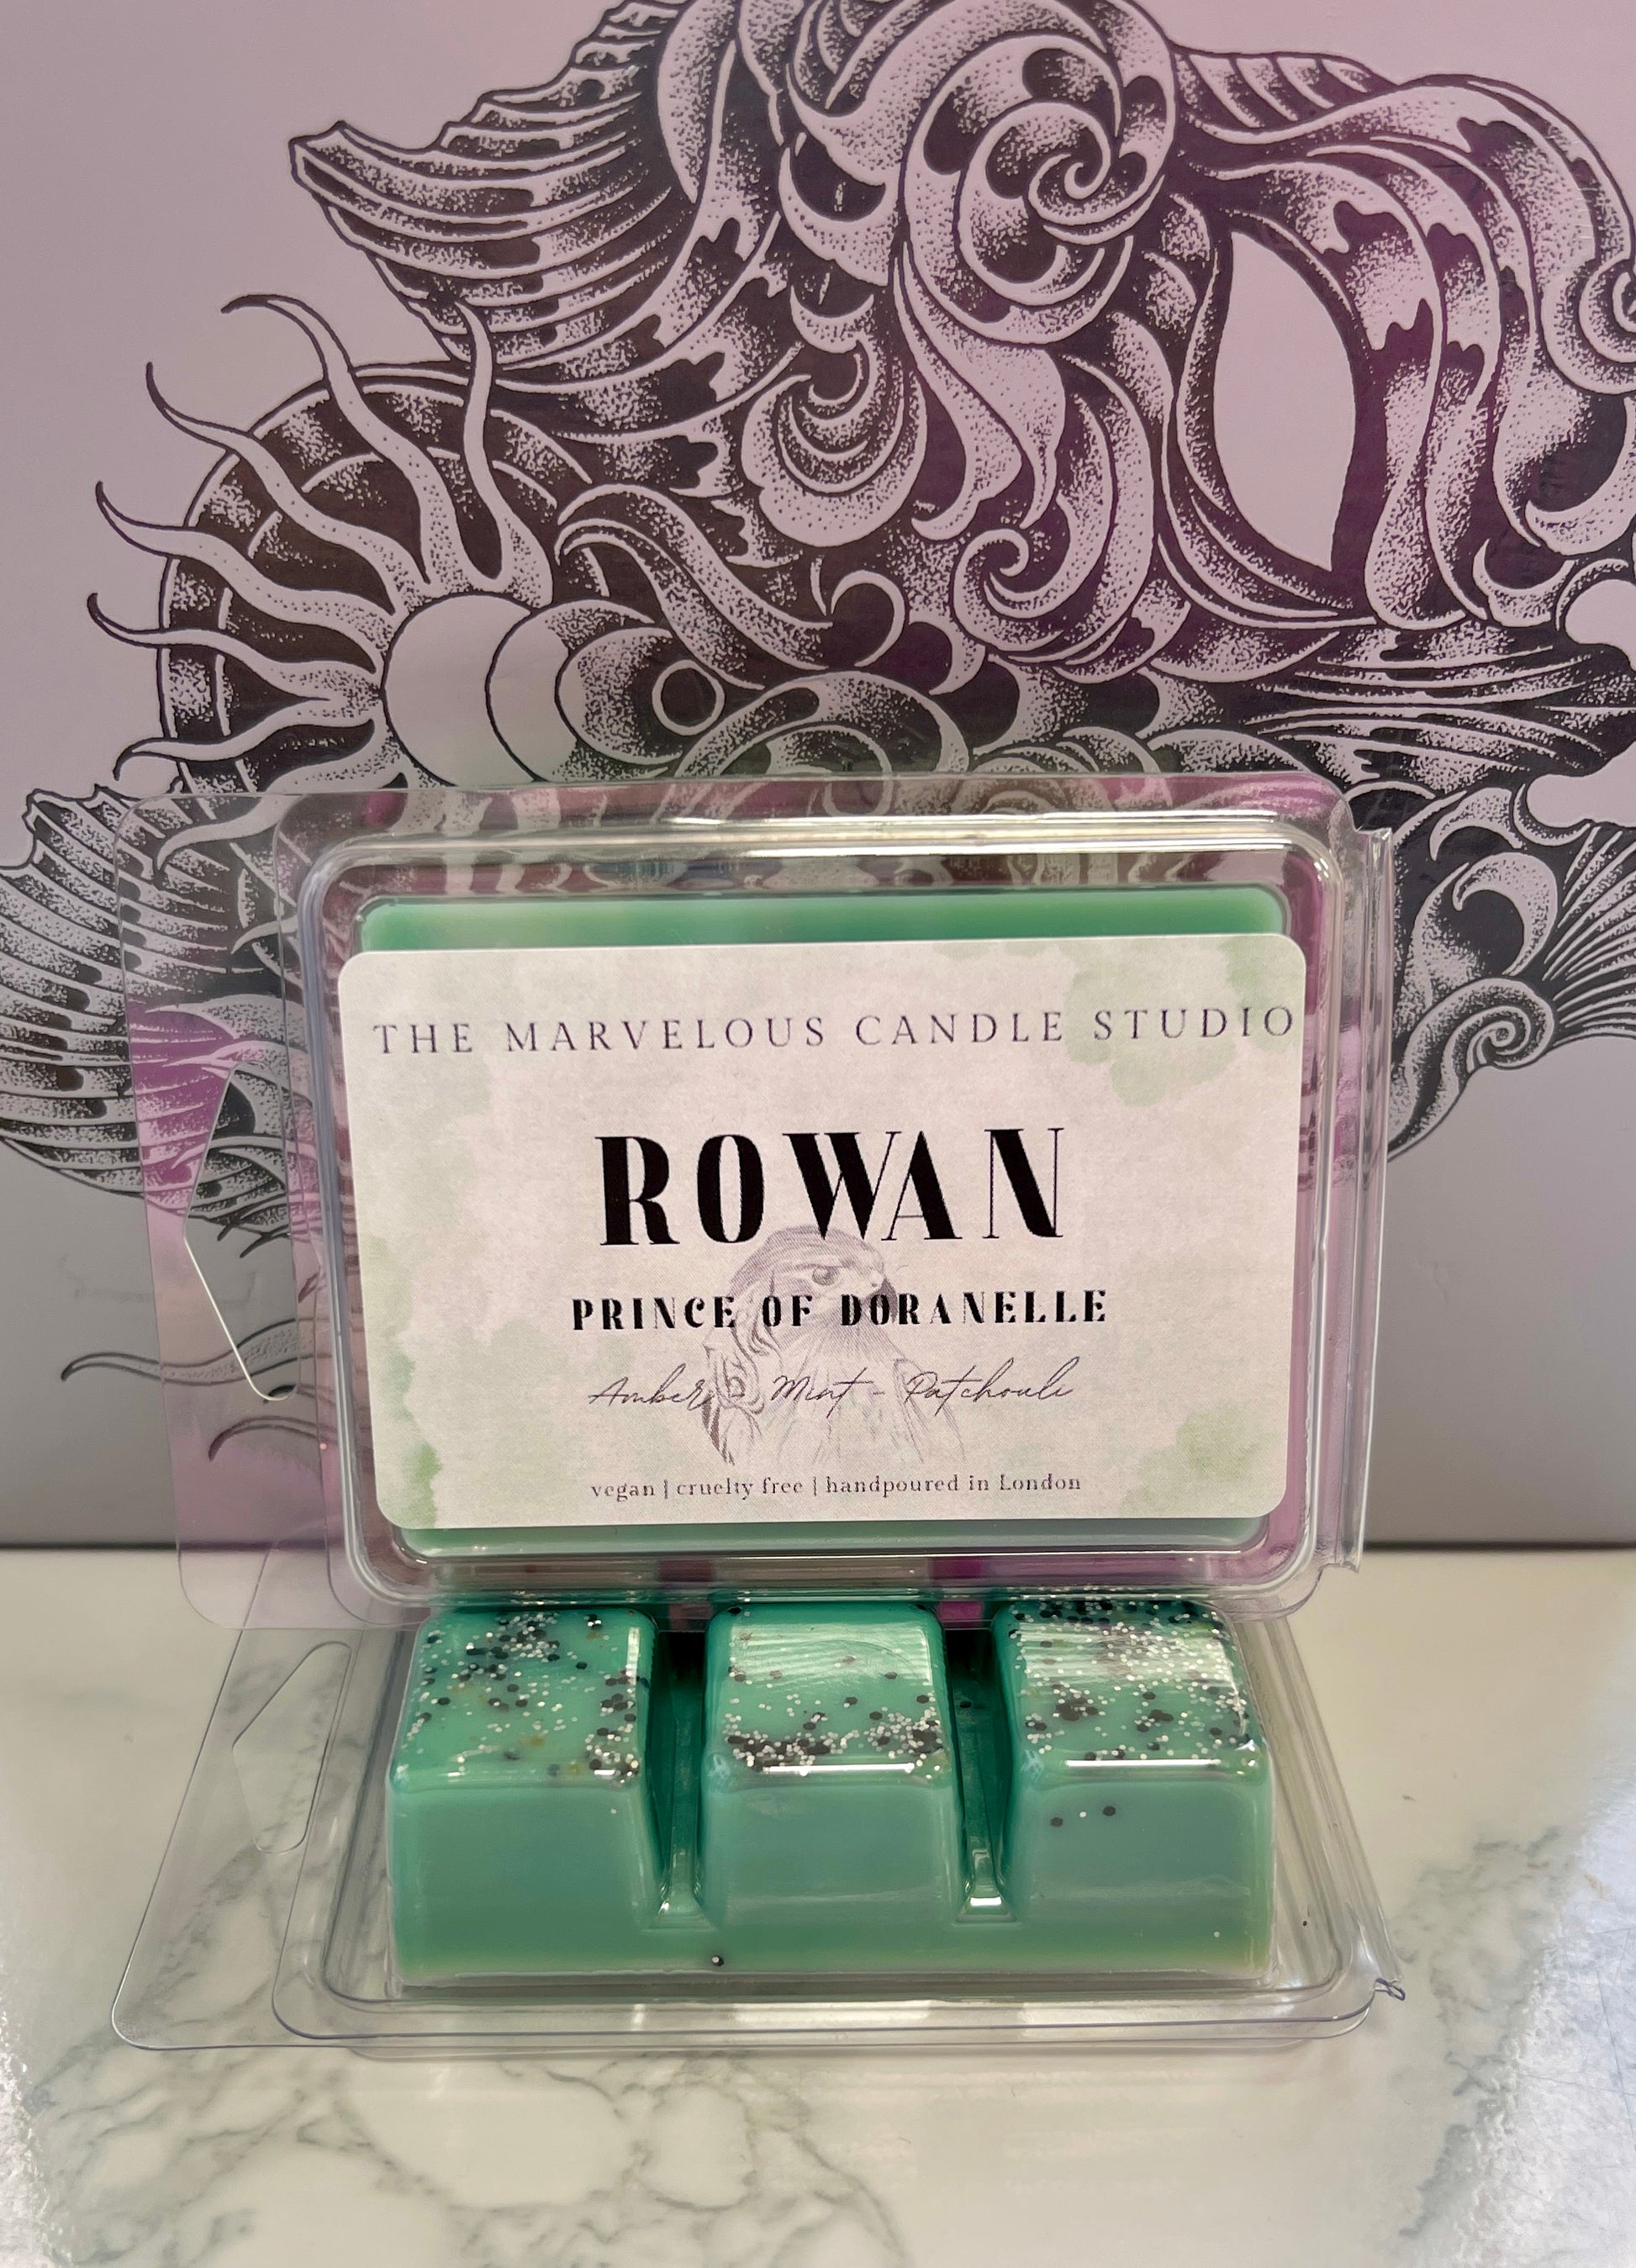 THE MARVELOUS CANDLE STUDIO
ROWAN
PRINCE OF DORANELLE
Amber - Mint - Patchouli
vegan | cruelty free | handpoured in London